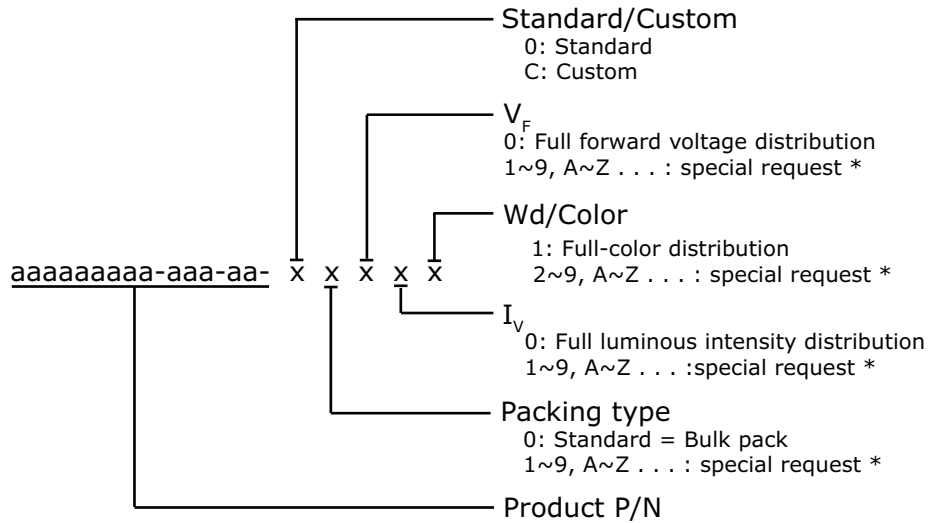 Standard/Custom
0: Standard
C: Custom
VF
0: Full forward voltage distribution
1~9, A~Z . . . : special request *
Wd/Color
1: Full-color distribution
2~9, A~Z . . . : special request *
aaaaaaaaa-aaa-aa- x x x x x
IV
0: Full luminous intensity distribution
1~9, A~Z . . . :special request *
Packing type
0: Standard = Bulk pack
1~9, A~Z . . . : special request *
Product P/N